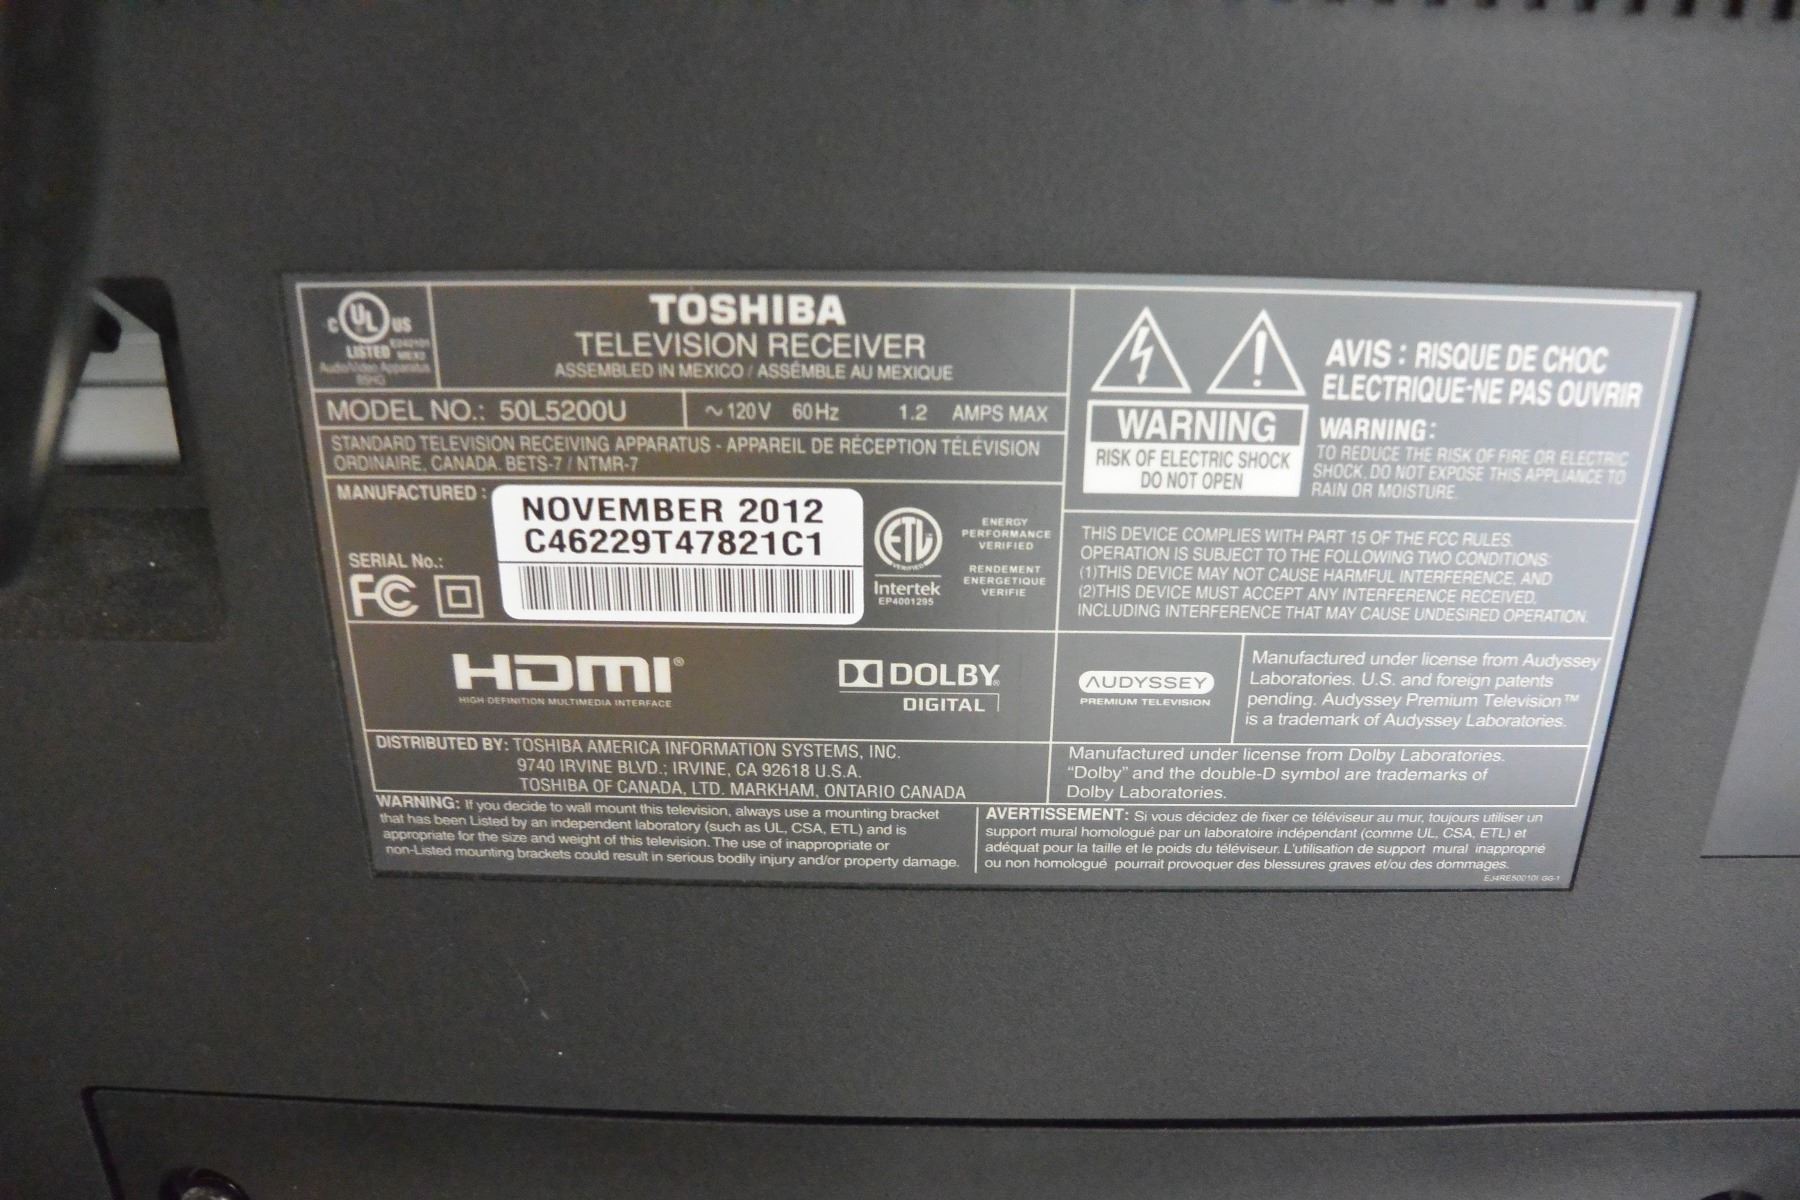 C UL US
LISTED
Audio/Video Apparatus
TOSHIBA
TELEVISION RECEIVER
ASSEMBLED IN MEXICO / ASSEMBLÉ AU MEXIQUE
MODEL NO.: 50L5200U
~120V 60Hz 1.2 AMPS MAX
STANDARD TELEVISION RECEIVING APPARATUS - APPAREIL DE RÉCEPTION TÉLÉVISION
ORDINAIRE, CANADA. BETS-7 / NTMR-7
MANUFACTURED :
NOVEMBER 2012
SERIAL No.:
C46229T47821C1
FC
ETL
VERIFIED
Intertek
EP4001295
ENERGY
PERFORMANCE
VERIFIED
RENDEMENT
ENERGETIQUE
VERIFIE
HDMI®
HIGH-DEFINITION MULTIMEDIA INTERFACE
DOLBY®
DIGITAL
DISTRIBUTED BY: TOSHIBA AMERICA INFORMATION SYSTEMS, INC.
9740 IRVINE BLVD.; IRVINE, CA 92618 U.S.A.
TOSHIBA OF CANADA, LTD. MARKHAM, ONTARIO CANADA
WARNING
RISK OF ELECTRIC SHOCK
DO NOT OPEN
AVIS : RISQUE DE CHOC
ELECTRIQUE-NE PAS OUVRIR
WARNING:
TO REDUCE THE RISK OF FIRE OR ELECTRIC
SHOCK, DO NOT EXPOSE THIS APPLIANCE TO
RAIN OR MOISTURE.
THIS DEVICE COMPLIES WITH PART 15 OF THE FCC RULES.
OPERATION IS SUBJECT TO THE FOLLOWING TWO CONDITIONS:
(1)THIS DEVICE MAY NOT CAUSE HARMFUL INTERFERENCE, AND
(2)THIS DEVICE MUST ACCEPT ANY INTERFERENCE RECEIVED,
INCLUDING INTERFERENCE THAT MAY CAUSE UNDESIRED OPERATION.
AUDYSSEY
PREMIUM TELEVISION
Manufactured under license from Audyssey
Laboratories. U.S. and foreign patents
pending. Audyssey Premium Television™
is a trademark of Audyssey Laboratories.
Manufactured under license from Dolby Laboratories.
“Dolby” and the double-D symbol are trademarks of
Dolby Laboratories.
WARNING: If you decide to wall mount this television, always use a mounting bracket
that has been Listed by an independent laboratory (such as UL, CSA, ETL) and is
appropriate for the size and weight of this television. The use of inappropriate or
non-Listed mounting brackets could result in serious bodily injury and/or property damage.
AVERTISSEMENT: Si vous décidez de fixer ce téléviseur au mur, toujours utiliser un
support mural homologué par un laboratoire indépendant (comme UL, CSA, ETL) et
adéquat pour la taille et le poids du téléviseur. L'utilisation de support mural inapproprié
ou non homologué pourrait provoquer des blessures graves et/ou des dommages.